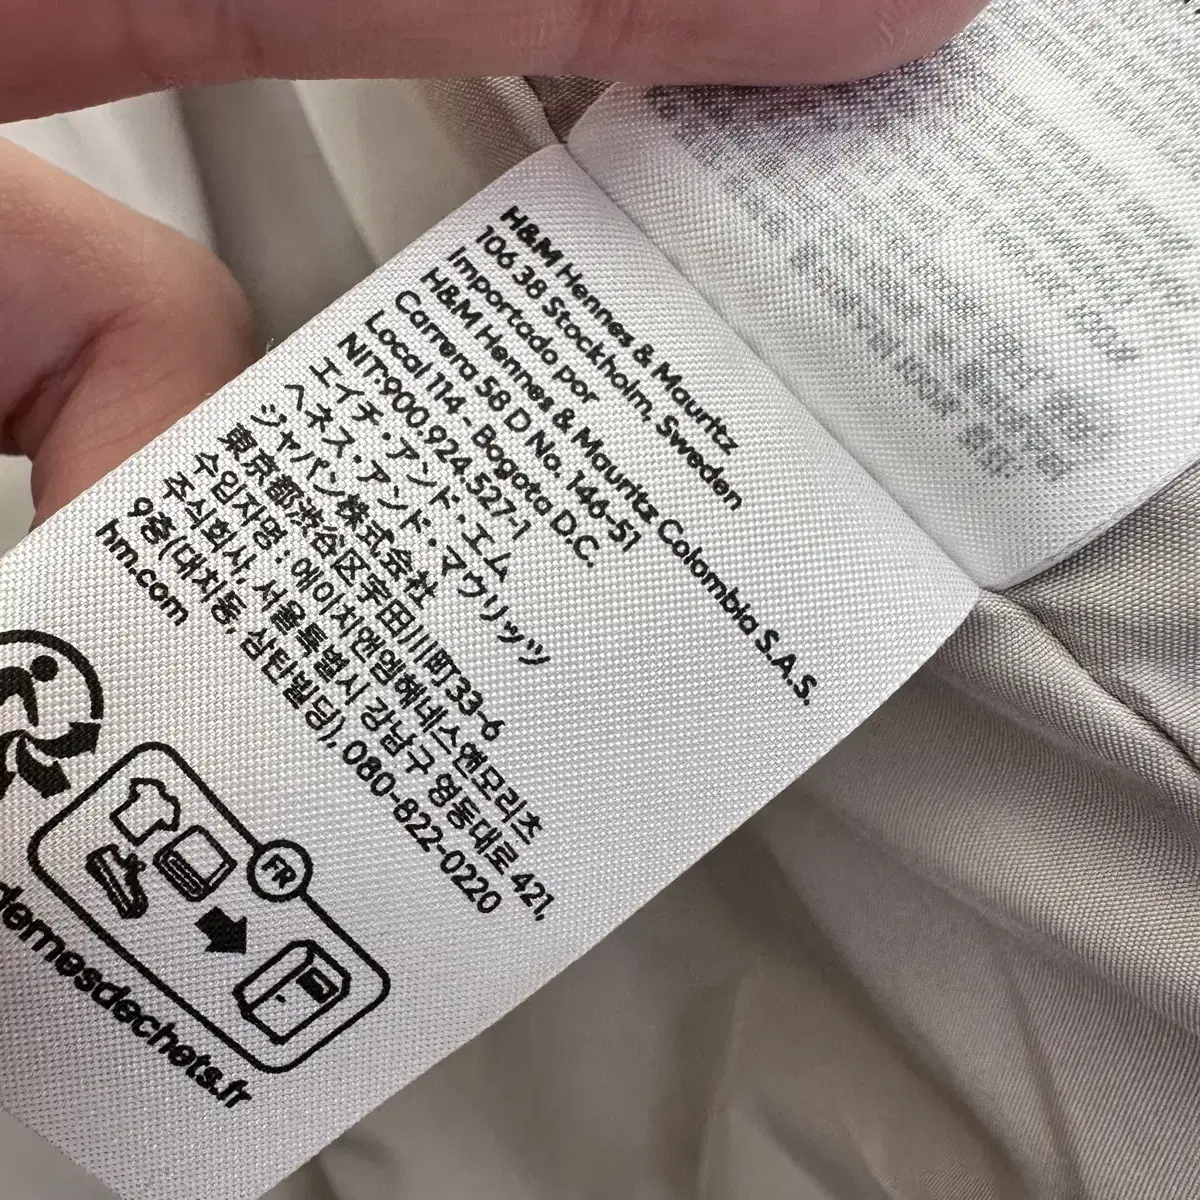 H&M Hennes & Mauritz
106 38 Stockholm, Sweden
Importado por
H&M Hennes & Mauritz Colombia S.A.S.
Carrera 58 D No. 146-51
Local 114 - Bogota D.C.
NIT:900.924.527-1
エイチ・アンド・エム
ヘネス・アンド・マウリッツ
ジャパン株式会社
東京都渋谷区宇田川町33-6
수입자명 : 에이치앤엠헤네스앤모리츠
주식회사, 서울특별시 강남구 영동대로 421,
9층(대치동, 삼탄빌딩), 080-822-0220
hm.com
FR
demesdechets.fr